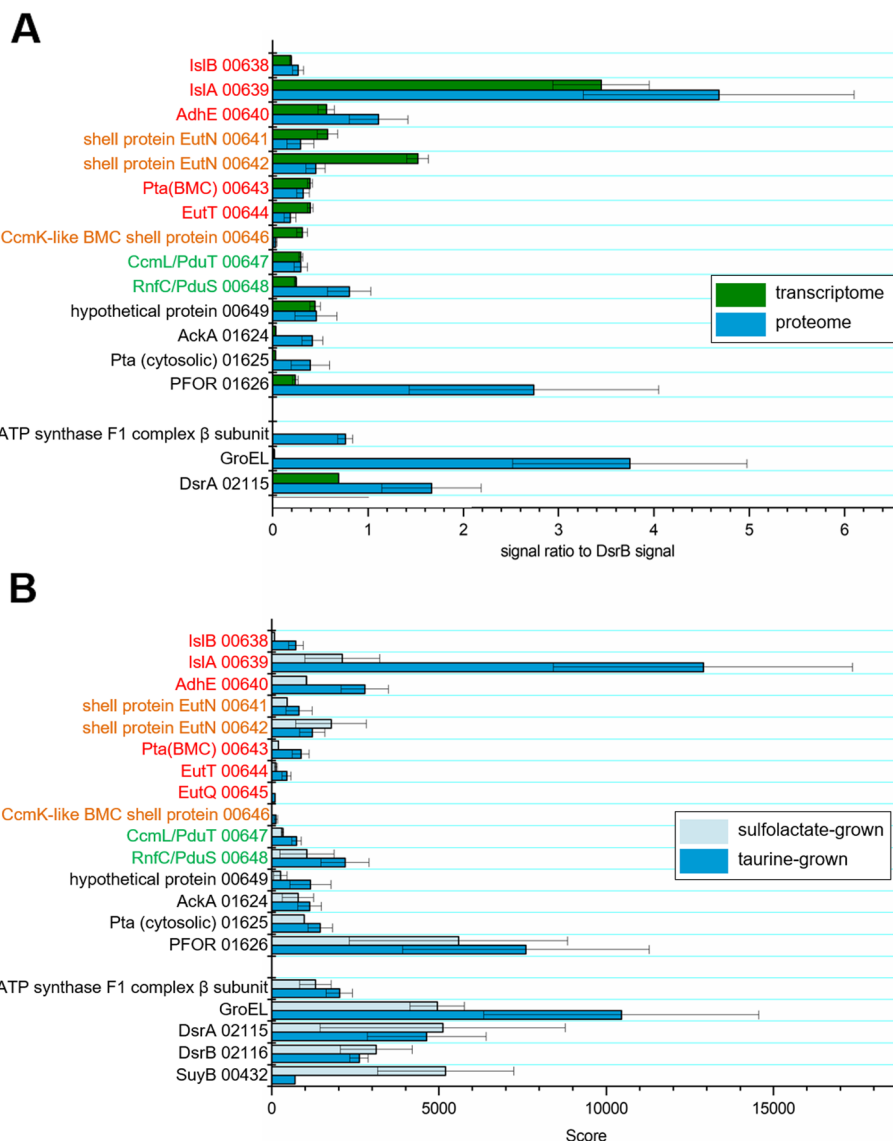 A
IslB 00638
IslA 00639
AdhE 00640
shell protein EutN 00641
shell protein EutN 00642
Pta(BMC) 00643
EutT 00644
CcmK-like BMC shell protein 00646
CcmL/PduT 00647
RnfC/PduS 00648
hypothetical protein 00649
AckA 01624
Pta (cytosolic) 01625
PFOR 01626
ATP synthase F1 complex β subunit
GroEL
DsrA 02115
transcriptome
proteome
0 1 2 3 4 5 6
signal ratio to DsrB signal
B
IslB 00638
IslA 00639
AdhE 00640
shell protein EutN 00641
shell protein EutN 00642
Pta(BMC) 00643
EutT 00644
EutQ 00645
CcmK-like BMC shell protein 00646
CcmL/PduT 00647
RnfC/PduS 00648
hypothetical protein 00649
AckA 01624
Pta (cytosolic) 01625
PFOR 01626
ATP synthase F1 complex β subunit
GroEL
DsrA 02115
DsrB 02116
SuyB 00432
sulfolactate-grown
taurine-grown
0 5000 10000 15000
Score